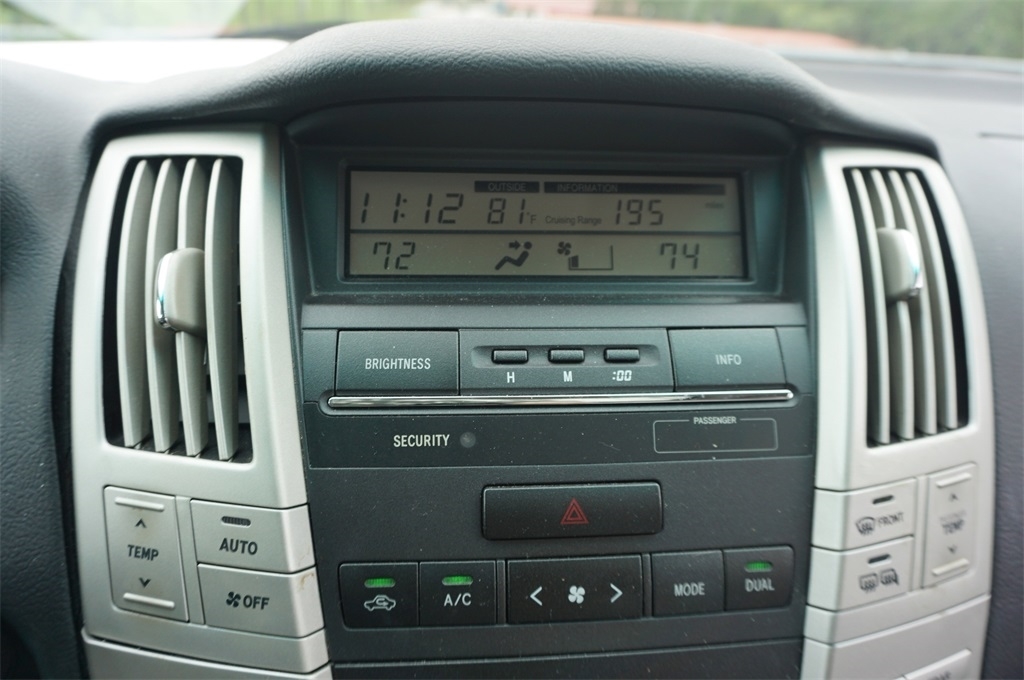 OUTSIDE INFORMATION
11:12 81°F Cruising Range 195
72 74
BRIGHTNESS
H M :00
INFO
SECURITY
PASSENGER
TEMP
AUTO
OFF
A/C
MODE
DUAL
FRONT
TEMP